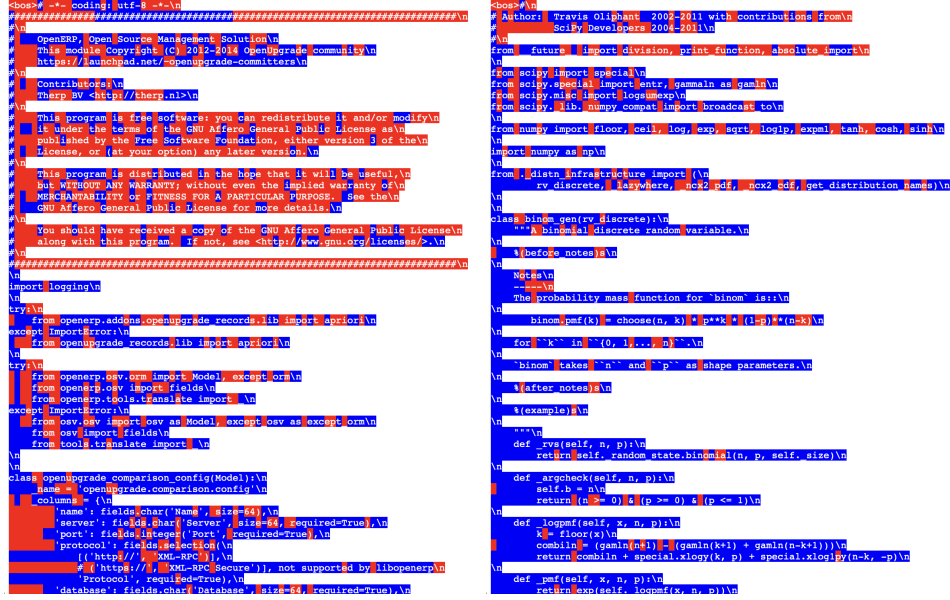 <bos># -*- coding: utf-8 -*-\n
##############################################################################\n
#\n
#    OpenERP, Open Source Management Solution\n
#    This module Copyright (C) 2012-2014 OpenUpgrade community\n
#    https://launchpad.net/~openupgrade-committers\n
#\n
#    Contributors:\n
#    Therp BV <http://therp.nl>\n
#\n
#    This program is free software: you can redistribute it and/or modify\n
#    it under the terms of the GNU Affero General Public License as\n
#    published by the Free Software Foundation, either version 3 of the\n
#    License, or (at your option) any later version.\n
#\n
#    This program is distributed in the hope that it will be useful,\n
#    but WITHOUT ANY WARRANTY; without even the implied warranty of\n
#    MERCHANTABILITY or FITNESS FOR A PARTICULAR PURPOSE.  See the\n
#    GNU Affero General Public License for more details.\n
#\n
#    You should have received a copy of the GNU Affero General Public License\n
#    along with this program.  If not, see <http://www.gnu.org/licenses/>.\n
#\n
##############################################################################\n
\n
import logging\n
\n
try:\n
    from openerp.addons.openupgrade_records.lib import apriori\n
except ImportError:\n
    from openupgrade_records.lib import apriori\n
\n
try:\n
    from openerp.osv.orm import Model, except_orm\n
    from openerp.osv import fields\n
    from openerp.tools.translate import _\n
except ImportError:\n
    from osv.osv import osv as Model, except_osv as except_orm\n
    from osv import fields\n
    from tools.translate import _\n
\n
\n
class openupgrade_comparison_config(Model):\n
    _name = 'openupgrade.comparison.config'\n
    _columns = {\n
        'name': fields.char('Name', size=64),\n
        'server': fields.char('Server', size=64, required=True),\n
        'port': fields.integer('Port', required=True),\n
        'protocol': fields.selection(\n
            [('http://', 'XML-RPC')],\n
            # ('https://', 'XML-RPC Secure')], not supported by libopenerp\n
            'Protocol', required=True),\n
        'database': fields.char('Database', size=64, required=True),\n
<bos>#\n
# Author:  Travis Oliphant  2002-2011 with contributions from\n
#          SciPy Developers 2004-2011\n
#\n
from __future__ import division, print_function, absolute_import\n
\n
from scipy import special\n
from scipy.special import entr, gammaln as gamln\n
from scipy.misc import logsumexp\n
from scipy._lib._numpy_compat import broadcast_to\n
\n
from numpy import floor, ceil, log, exp, sqrt, log1p, expm1, tanh, cosh, sinh\n
\n
import numpy as np\n
\n
from ._distn_infrastructure import (\n
        rv_discrete, _lazywhere, _ncx2_pdf, _ncx2_cdf, get_distribution_names)\n
\n
\n
class binom_gen(rv_discrete):\n
    """A binomial discrete random variable.\n
\n
    %(before_notes)s\n
\n
    Notes\n
    -----\n
    The probability mass function for `binom` is::\n
\n
       binom.pmf(k) = choose(n, k) * p**k * (1-p)**(n-k)\n
\n
    for ``k`` in ``{0, 1,..., n}``.\n
\n
    `binom` takes ``n`` and ``p`` as shape parameters.\n
\n
    %(after_notes)s\n
\n
    %(example)s\n
\n
    """\n
    def _rvs(self, n, p):\n
        return self._random_state.binomial(n, p, self._size)\n
\n
    def _argcheck(self, n, p):\n
        self.b = n\n
        return (n >= 0) & (p >= 0) & (p <= 1)\n
\n
    def _logpmf(self, x, n, p):\n
        k = floor(x)\n
        combiln = (gamln(n+1) - (gamln(k+1) + gamln(n-k+1)))\n
        return combiln + special.xlogy(k, p) + special.xlog1py(n-k, -p)\n
\n
    def _pmf(self, x, n, p):\n
        return exp(self._logpmf(x, n, p))\n